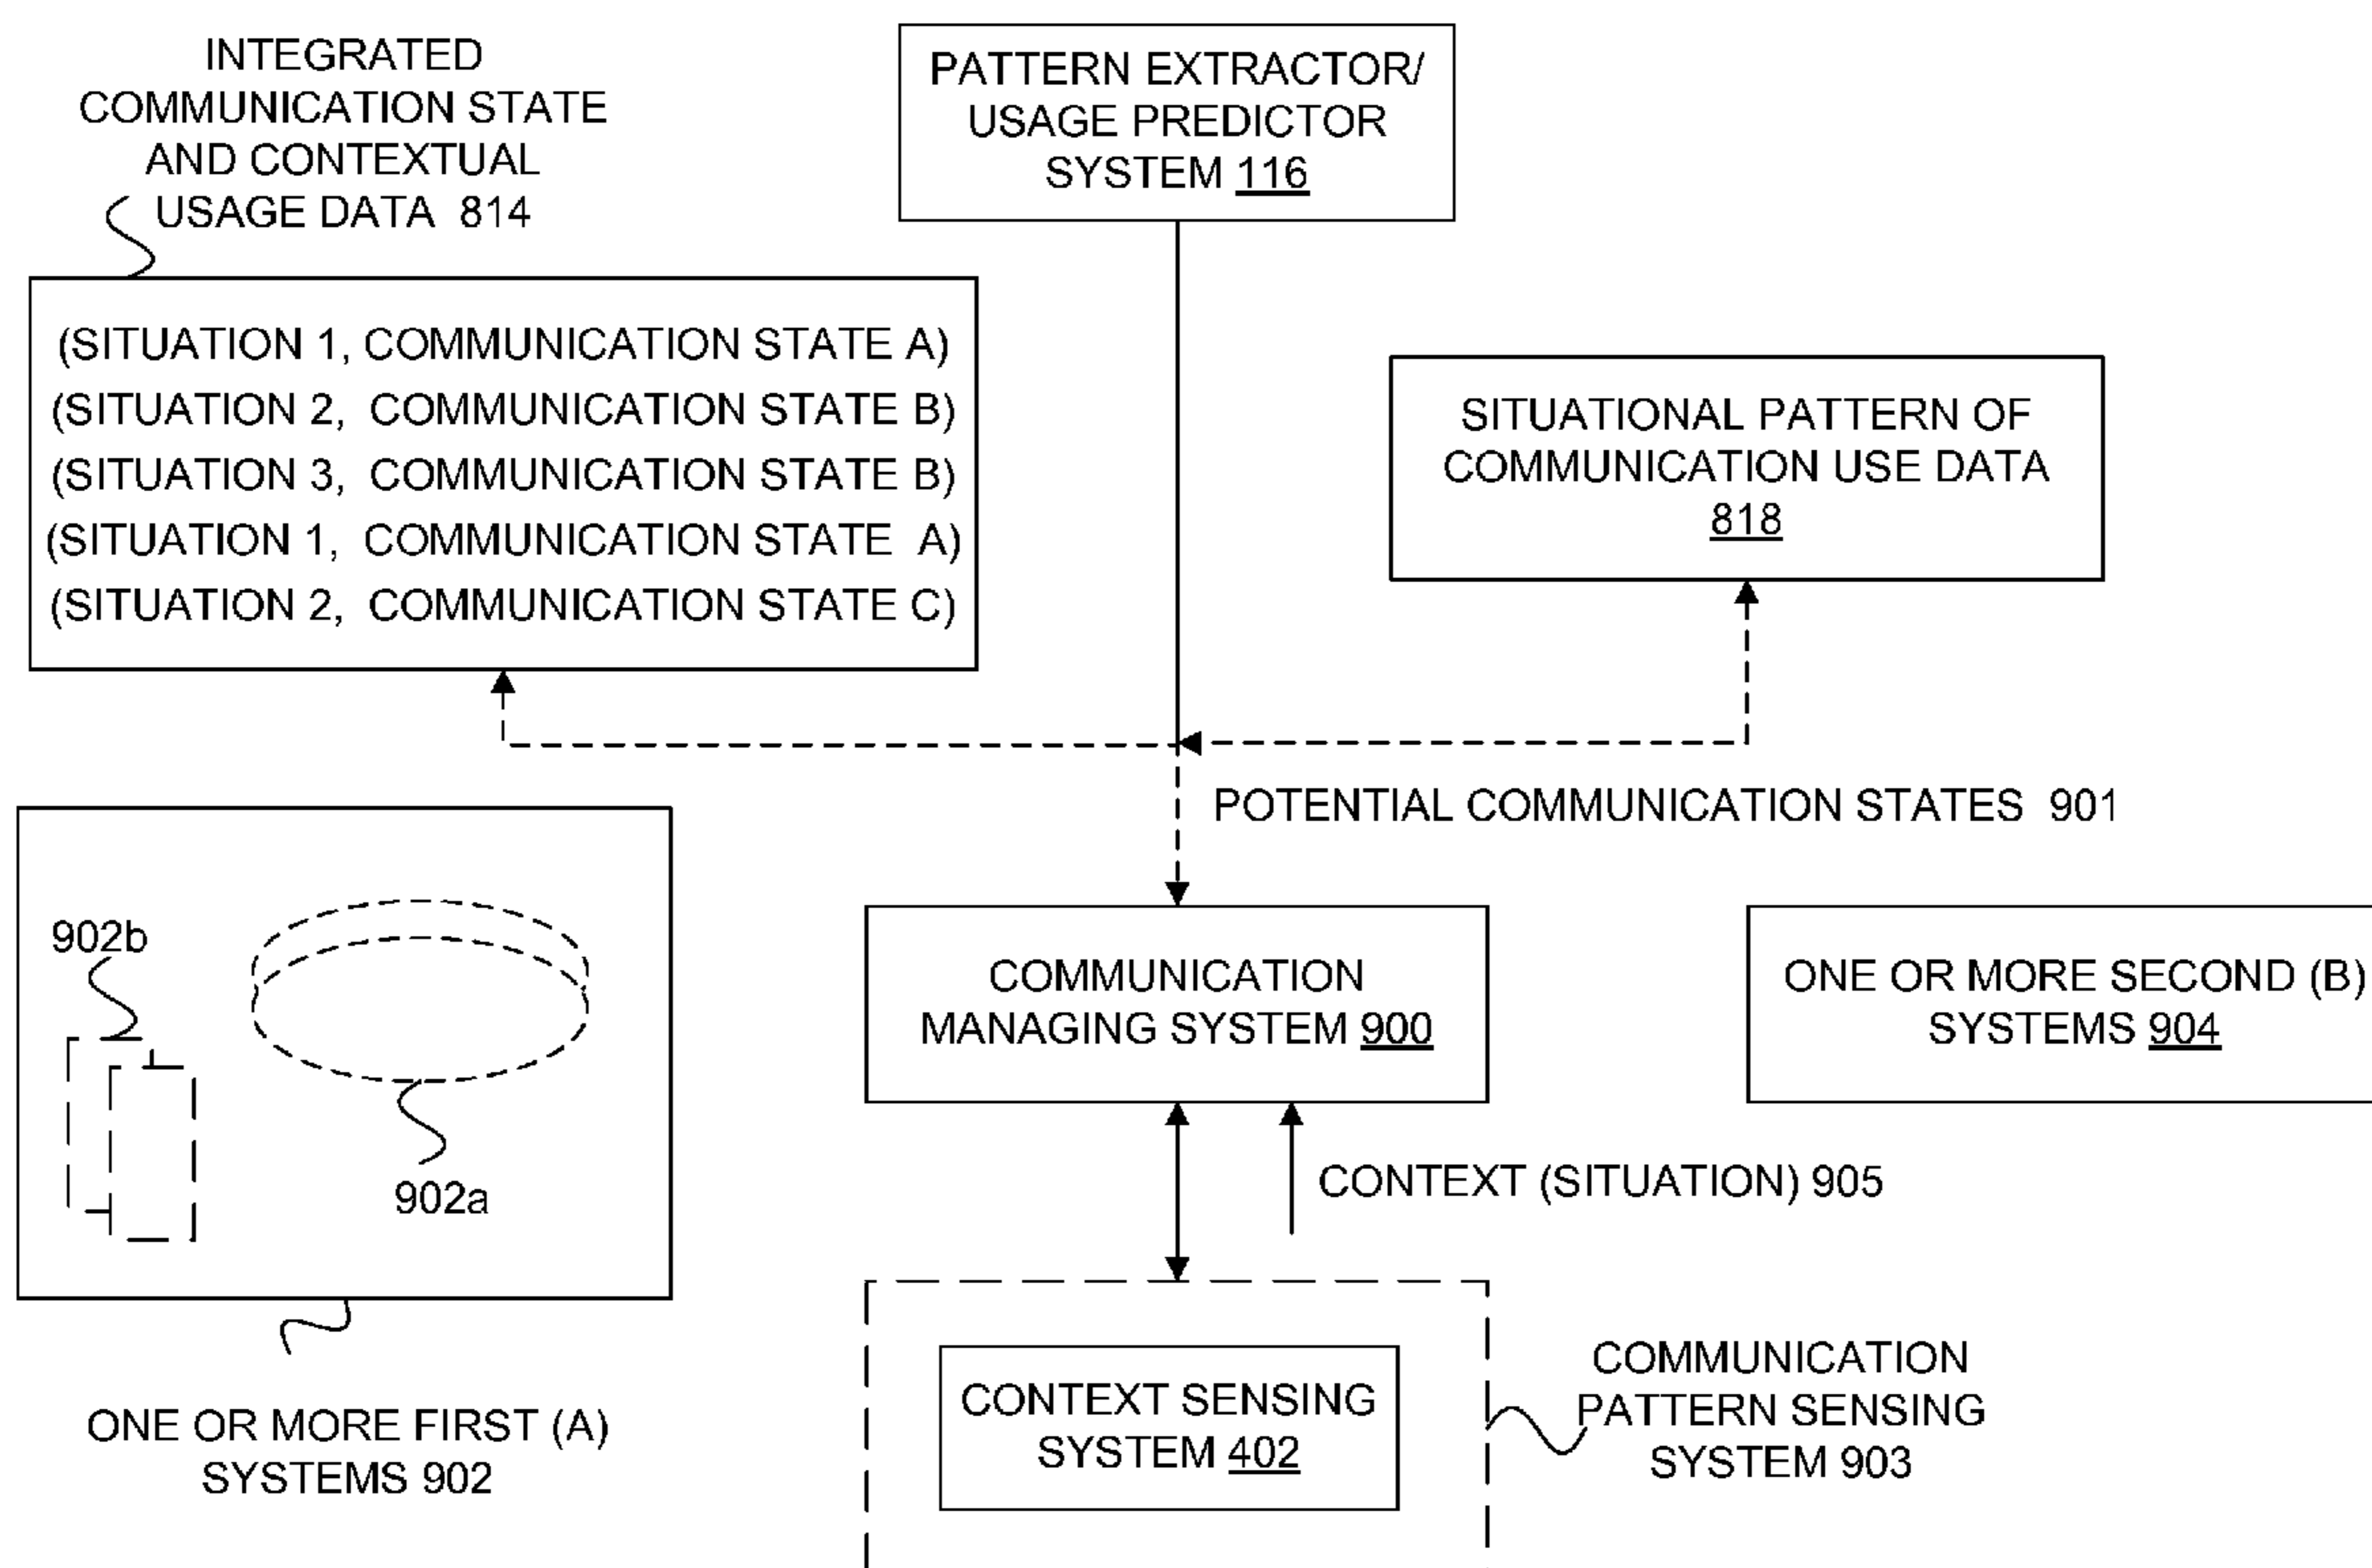 INTEGRATED
COMMUNICATION STATE
AND CONTEXTUAL
USAGE DATA 814
PATTERN EXTRACTOR/
USAGE PREDICTOR
SYSTEM 116
(SITUATION 1, COMMUNICATION STATE A)
(SITUATION 2, COMMUNICATION STATE B)
(SITUATION 3, COMMUNICATION STATE B)
(SITUATION 1, COMMUNICATION STATE A)
(SITUATION 2, COMMUNICATION STATE C)
SITUATIONAL PATTERN OF
COMMUNICATION USE DATA
818
POTENTIAL COMMUNICATION STATES 901
902b
902a
COMMUNICATION
MANAGING SYSTEM 900
ONE OR MORE SECOND (B)
SYSTEMS 904
CONTEXT (SITUATION) 905
ONE OR MORE FIRST (A)
SYSTEMS 902
CONTEXT SENSING
SYSTEM 402
COMMUNICATION
PATTERN SENSING
SYSTEM 903